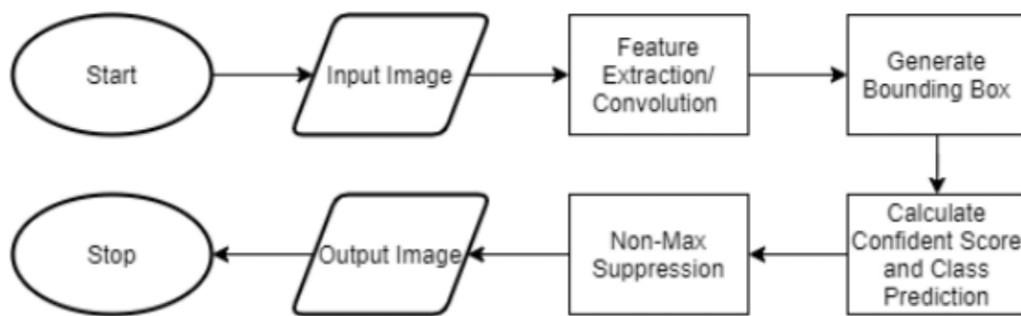 Start
Input Image
Feature
Extraction/
Convolution
Generate
Bounding Box
Calculate
Confident Score
and Class
Prediction
Non-Max
Suppression
Output Image
Stop